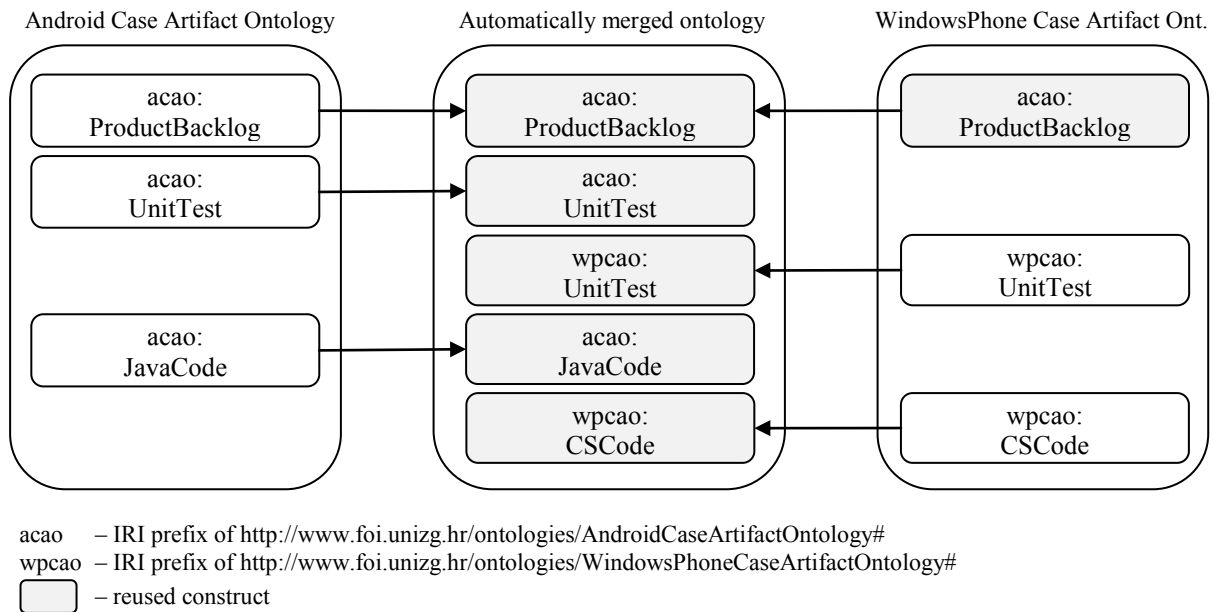 Android Case Artifact Ontology
Automatically merged ontology
WindowsPhone Case Artifact Ont.
acao:
ProductBacklog
acao:
ProductBacklog
acao:
ProductBacklog
acao:
UnitTest
acao:
UnitTest
wpcao:
UnitTest
wpcao:
UnitTest
acao:
JavaCode
acao:
JavaCode
wpcao:
CSCode
wpcao:
CSCode
acao – IRI prefix of http://www.foi.unizg.hr/ontologies/AndroidCaseArtifactOntology#
wpcao – IRI prefix of http://www.foi.unizg.hr/ontologies/WindowsPhoneCaseArtifactOntology#
– reused construct